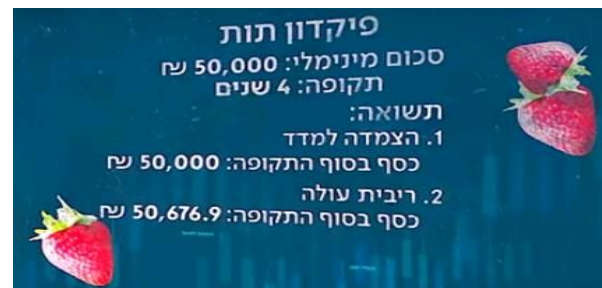 פיקדון תות
סכום מינימלי: 50,000 ₪
תקופה: 4 שנים
תשואה:
1. הצמדה למדד
כסף בסוף התקופה: 50,000 ₪
2. ריבית עולה
כסף בסוף התקופה: 50,676.9 ₪